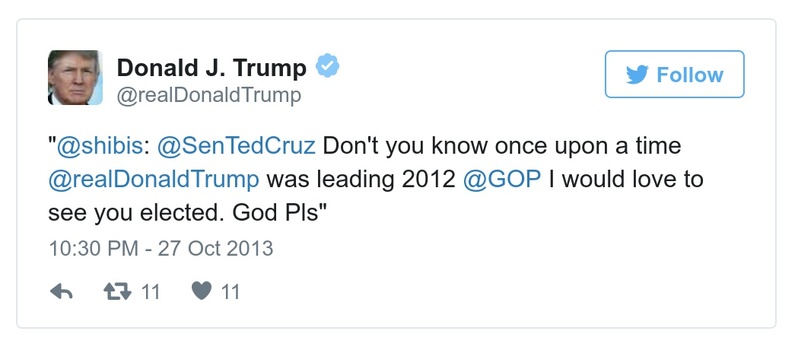 Donald J. Trump
@realDonaldTrump
Follow
"@shibis: @SenTedCruz Don't you know once upon a time
@realDonaldTrump was leading 2012 @GOP I would love to
see you elected. God Pls"
10:30 PM - 27 Oct 2013
11 11